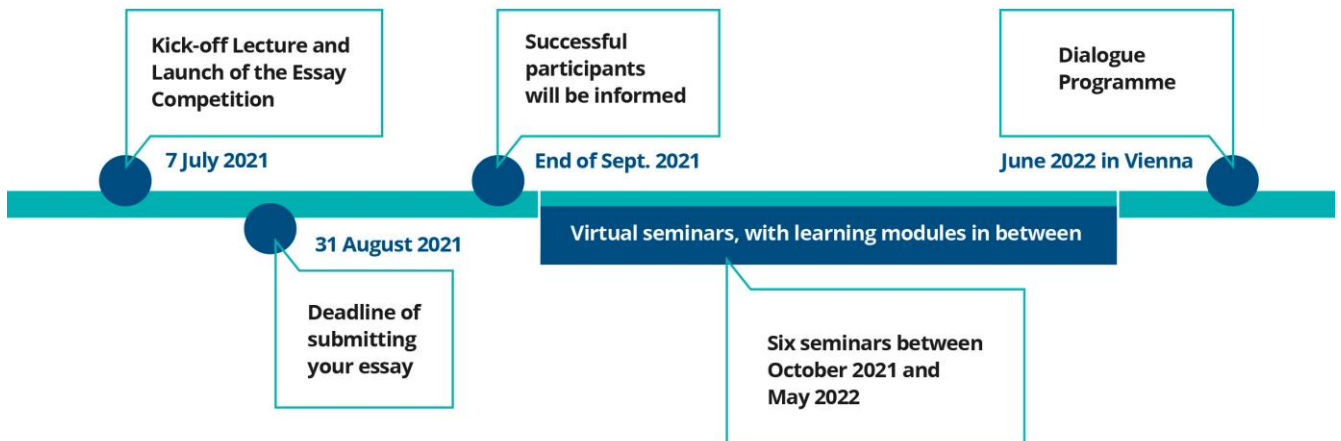 Kick-off Lecture and
Launch of the Essay
Competition
7 July 2021
31 August 2021
Deadline of
submitting
your essay
Successful
participants
will be informed
End of Sept. 2021
Virtual seminars, with learning modules in between
Six seminars between
October 2021 and
May 2022
Dialogue
Programme
June 2022 in Vienna